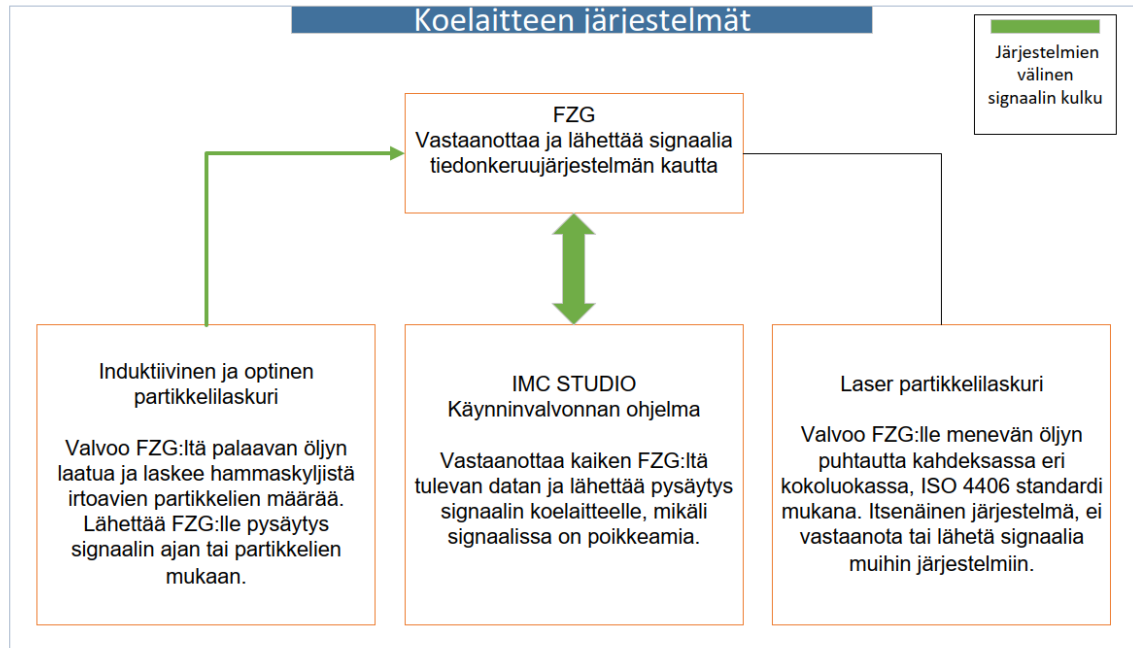 Koelaitteen järjestelmät
Järjestelmien
välinen
signaalin kulku
FZG
Vastaanottaa ja lähettää signaalia
tiedonkeruujärjestelmän kautta
Induktiivinen ja optinen
partikkelilaskuri
Valvoo FZG:ltä palaavan öljyn
laatua ja laskee hammaskyljistä
irtoavien partikkelien määrää.
Lähettää FZG:lle pysäytys
signaalin ajan tai partikkelien
mukaan.
IMC STUDIO
Käynninvalvonnan ohjelma
Vastaanottaa kaiken FZG:ltä
tulevan datan ja lähettää pysäytys
signaalin koelaitteelle, mikäli
signaalissa on poikkeamia.
Laser partikkelilaskuri
Valvoo FZG:lle menevän öljyn
puhtautta kahdeksassa eri
kokoluokassa, ISO 4406 standardi
mukana. Itsenäinen järjestelmä, ei
vastaanota tai lähetä signaalia
muihin järjestelmiin.